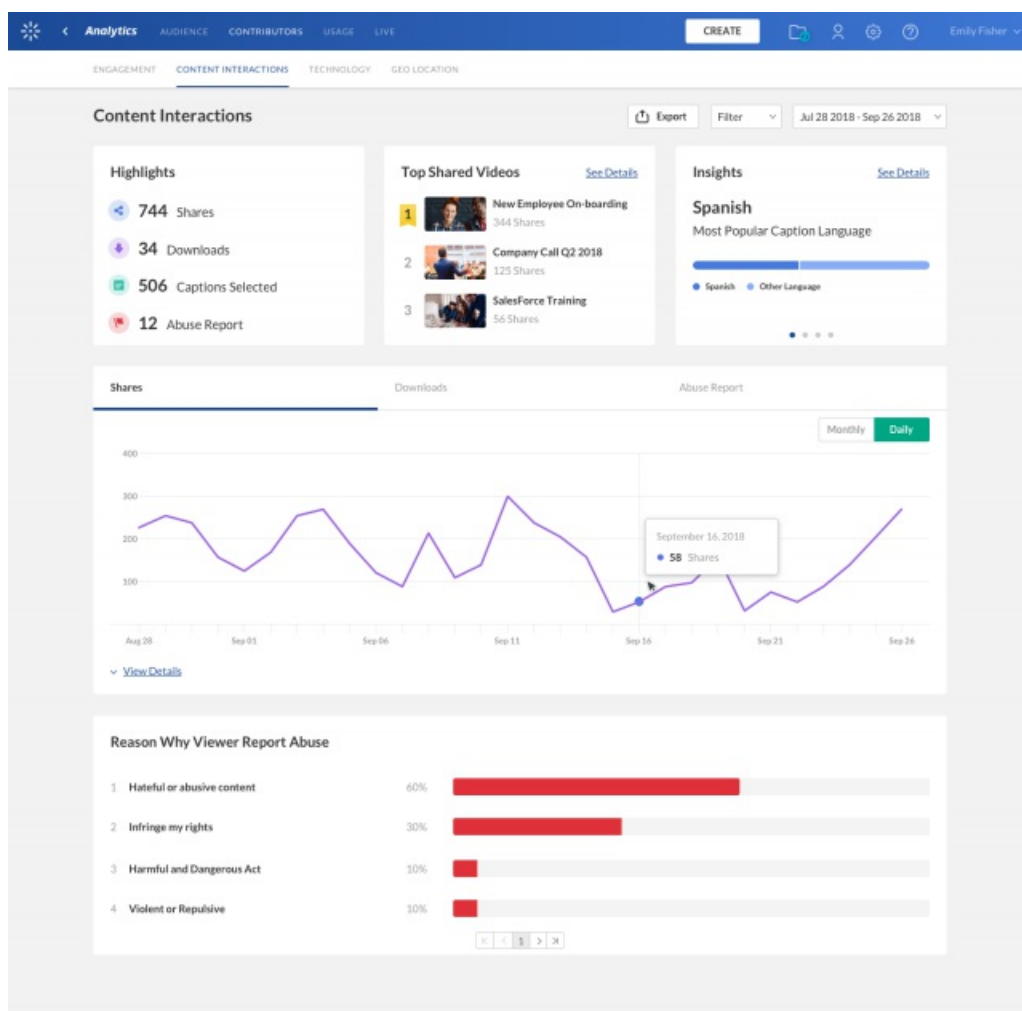 Analytics AUDIENCE CONTRIBUTORS USAGE LIVE CREATE Emily Fisher
ENGAGEMENT CONTENT INTERACTIONS TECHNOLOGY GEO LOCATION
Content Interactions Export Filter Jul 28 2018 - Sep 26 2018
Highlights
744 Shares
34 Downloads
506 Captions Selected
12 Abuse Report
Top Shared Videos See Details
1 New Employee On-boarding
344 Shares
2 Company Call Q2 2018
125 Shares
3 SalesForce Training
56 Shares
Insights See Details
Spanish
Most Popular Caption Language
Spanish Other Language
Shares Downloads Abuse Report
Monthly Daily
400
300
200
100
September 16, 2018
58 Shares
Aug 28 Sep 01 Sep 06 Sep 11 Sep 16 Sep 21 Sep 26
View Details
Reason Why Viewer Report Abuse
1 Hateful or abusive content 60%
2 Infringe my rights 30%
3 Harmful and Dangerous Act 10%
4 Violent or Repulsive 10%
1